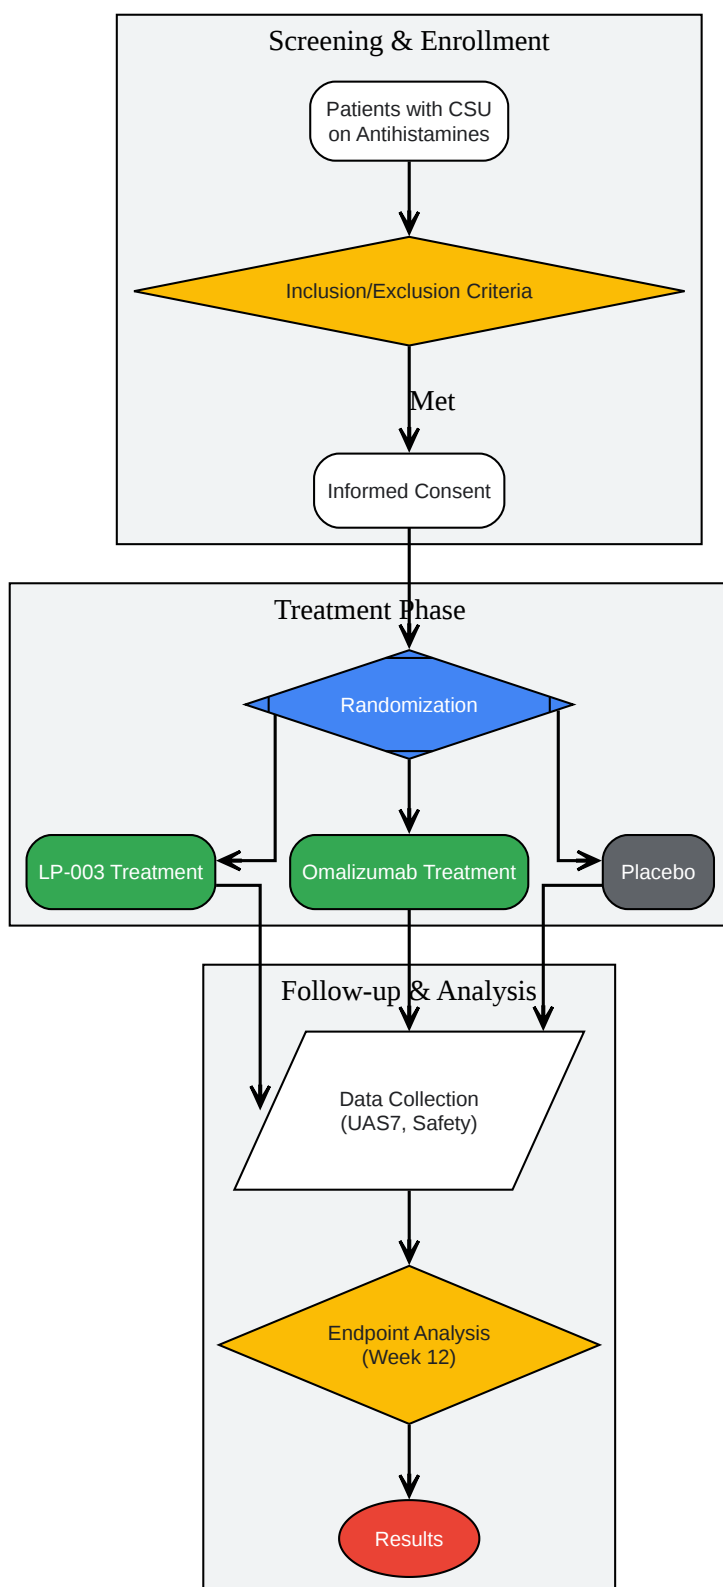 Screening & Enrollment
Patients with CSU
on Antihistamines
Inclusion/Exclusion Criteria
Met
Informed Consent
Treatment Phase
Randomization
LP-003 Treatment
Omalizumab Treatment
Placebo
Follow-up & Analysis
Data Collection
(UAS7, Safety)
Endpoint Analysis
(Week 12)
Results